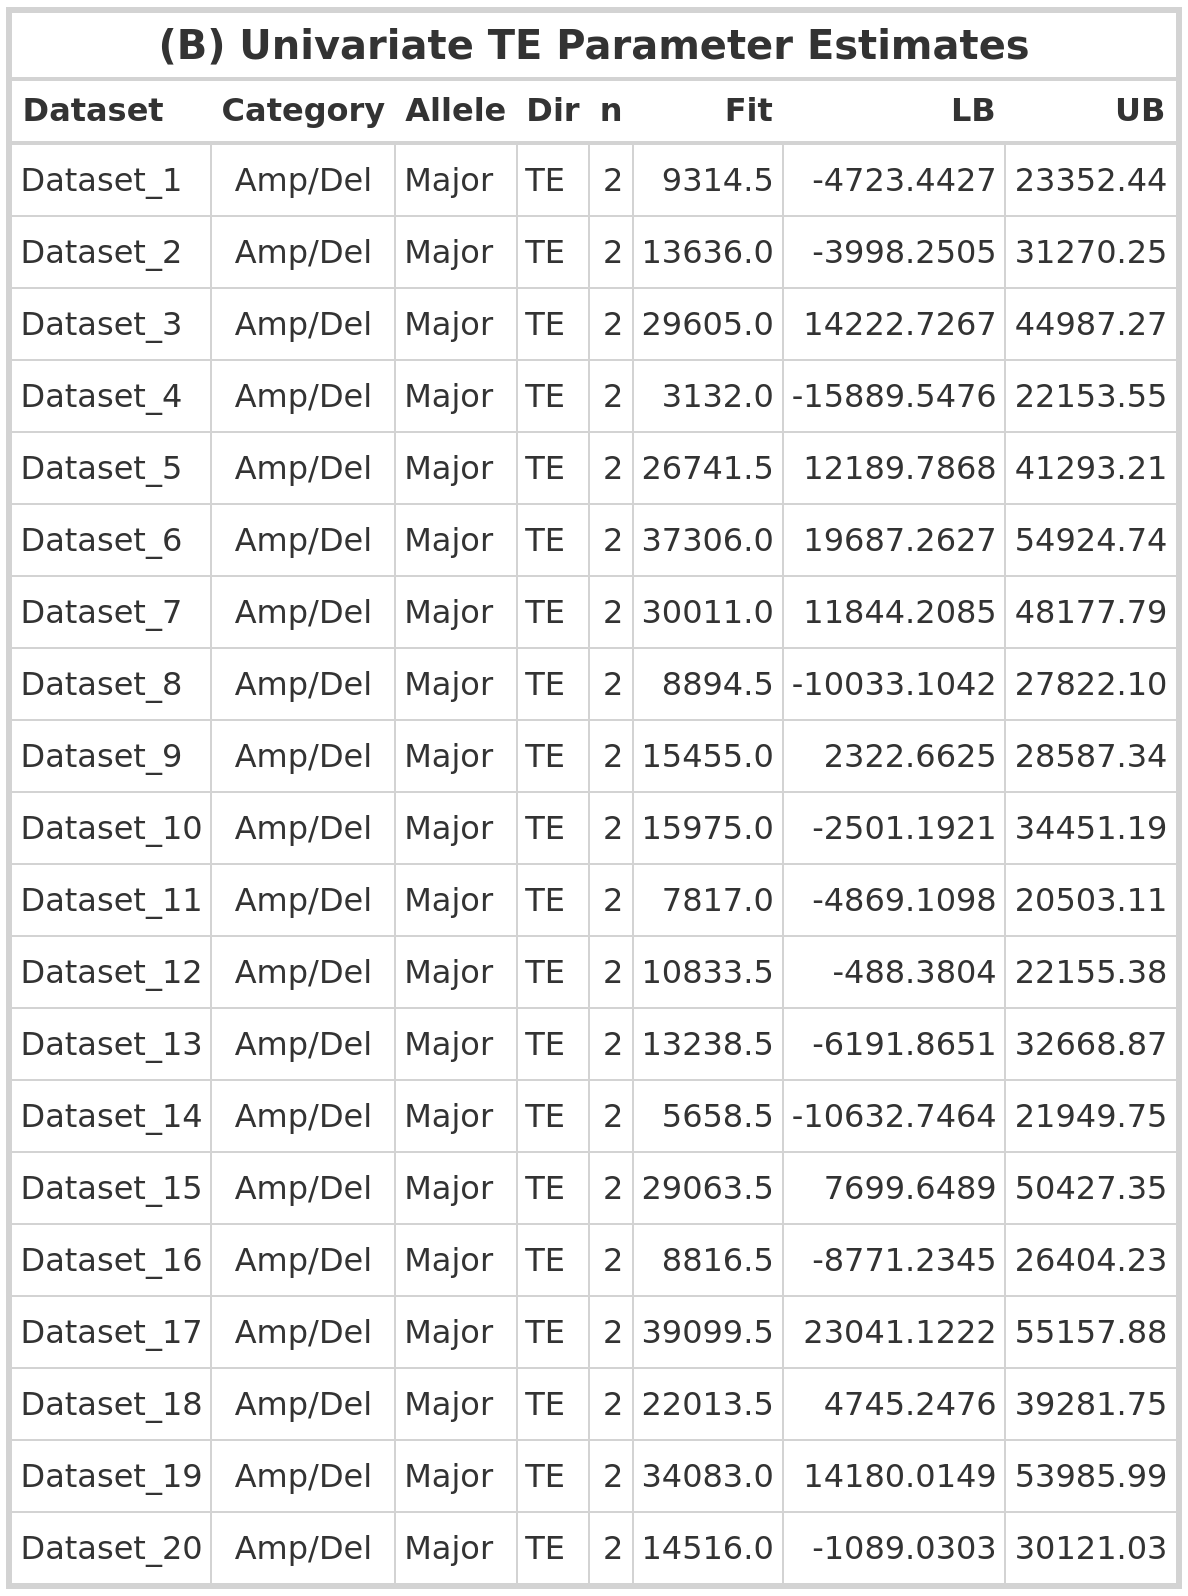 (B) Univariate TE Parameter Estimates
Dataset Category Allele Dir n Fit LB UB
Dataset_1 Amp/Del Major TE 2 9314.5 -4723.4427 23352.44
Dataset_2 Amp/Del Major TE 2 13636.0 -3998.2505 31270.25
Dataset_3 Amp/Del Major TE 2 29605.0 14222.7267 44987.27
Dataset_4 Amp/Del Major TE 2 3132.0 -15889.5476 22153.55
Dataset_5 Amp/Del Major TE 2 26741.5 12189.7868 41293.21
Dataset_6 Amp/Del Major TE 2 37306.0 19687.2627 54924.74
Dataset_7 Amp/Del Major TE 2 30011.0 11844.2085 48177.79
Dataset_8 Amp/Del Major TE 2 8894.5 -10033.1042 27822.10
Dataset_9 Amp/Del Major TE 2 15455.0 2322.6625 28587.34
Dataset_10 Amp/Del Major TE 2 15975.0 -2501.1921 34451.19
Dataset_11 Amp/Del Major TE 2 7817.0 -4869.1098 20503.11
Dataset_12 Amp/Del Major TE 2 10833.5 -488.3804 22155.38
Dataset_13 Amp/Del Major TE 2 13238.5 -6191.8651 32668.87
Dataset_14 Amp/Del Major TE 2 5658.5 -10632.7464 21949.75
Dataset_15 Amp/Del Major TE 2 29063.5 7699.6489 50427.35
Dataset_16 Amp/Del Major TE 2 8816.5 -8771.2345 26404.23
Dataset_17 Amp/Del Major TE 2 39099.5 23041.1222 55157.88
Dataset_18 Amp/Del Major TE 2 22013.5 4745.2476 39281.75
Dataset_19 Amp/Del Major TE 2 34083.0 14180.0149 53985.99
Dataset_20 Amp/Del Major TE 2 14516.0 -1089.0303 30121.03